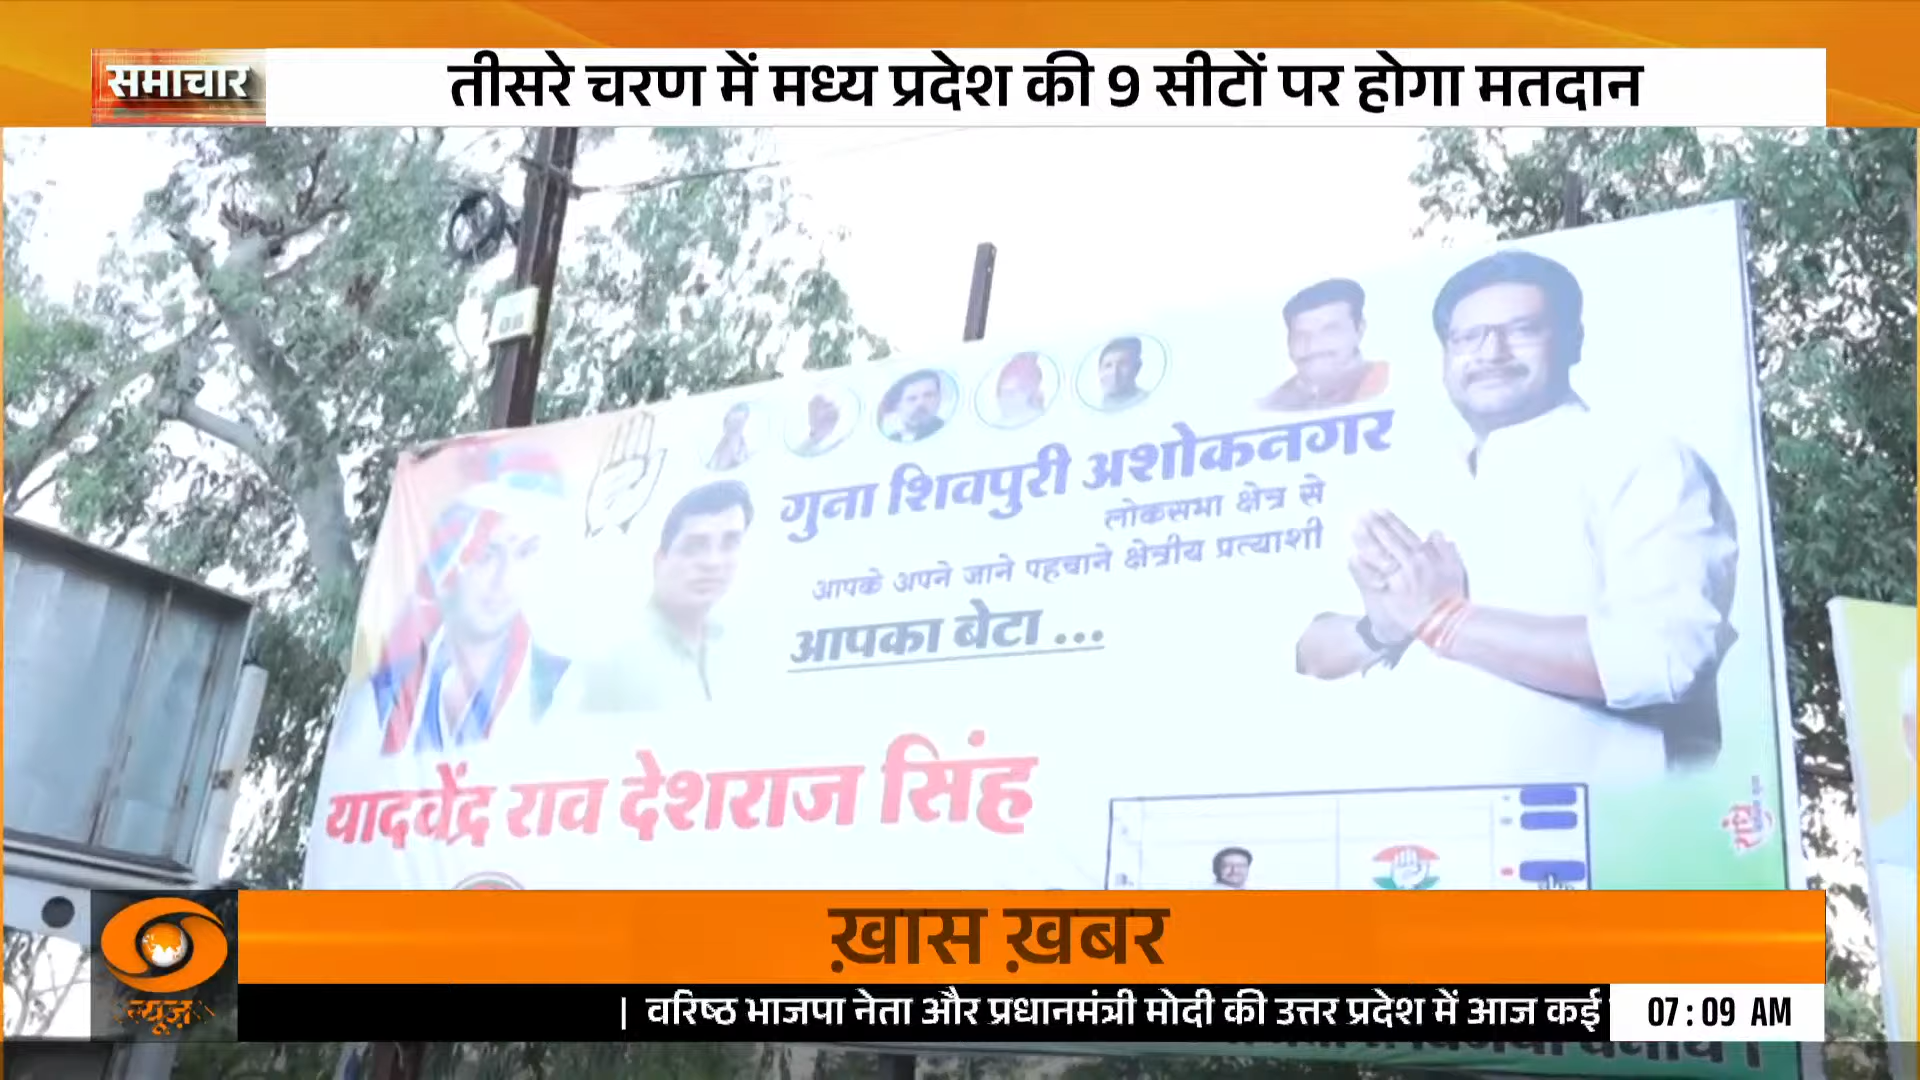 समाचार
तीसरे चरण में मध्य प्रदेश की 9 सीटों पर होगा मतदान
गुना शिवपुरी अशोकनगर
लोकसभा क्षेत्र से
आपके अपने जाने पहचाने क्षेत्रीय प्रत्याशी
आपका बेटा ...
यादवेंद्र राव देशराज सिंह
ख़ास ख़बर
न्यूज़
| वरिष्ठ भाजपा नेता और प्रधानमंत्री मोदी की उत्तर प्रदेश में आज कई
07:09 AM